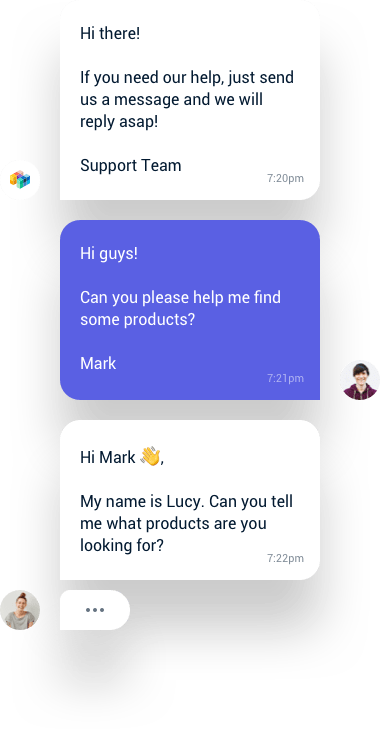 Hi there!
If you need our help, just send
us a message and we will
reply asap!
Support Team
7:20pm
Hi guys!
Can you please help me find
some products?
Mark
7:21pm
Hi Mark 👋,
My name is Lucy. Can you tell
me what products are you
looking for?
7:22pm